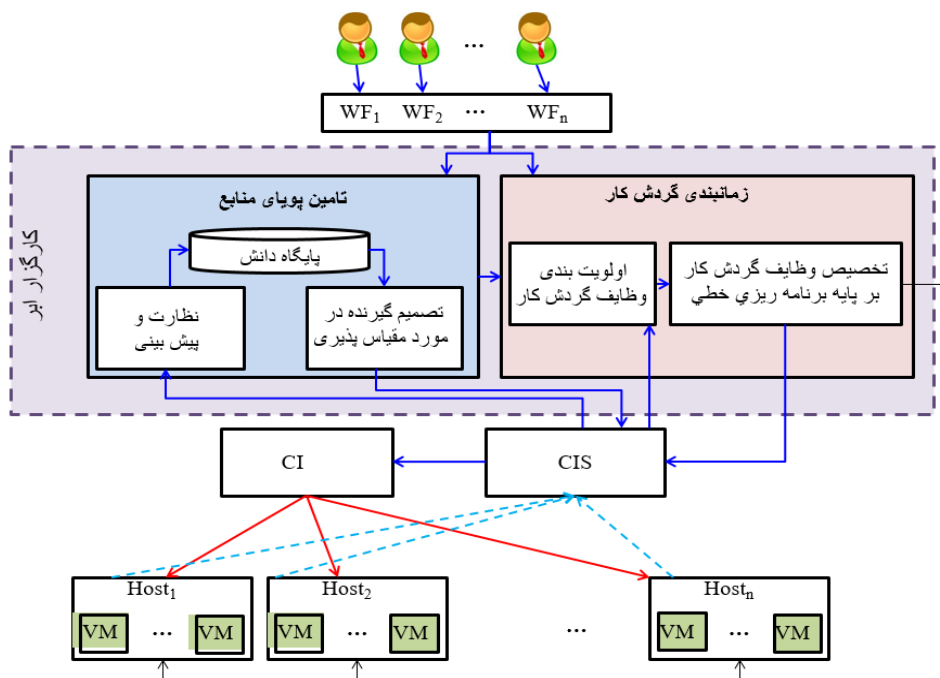 ...
WF1 WF2 ... WFn
کارگزار ابر
زمانبندی گردش کار
تامین پویای منابع
پایگاه دانش
تخصیص وظایف گردش کار
بر پایه برنامه ريزي خطي
اولویت بندی
وظایف گردش کار
تصمیم گیرنده در
مورد مقیاس پذیری
نظارت و
پیش بینی
CI
CIS
Host1
VM ... VM
Host2
VM ... VM
...
Hostn
VM ... VM